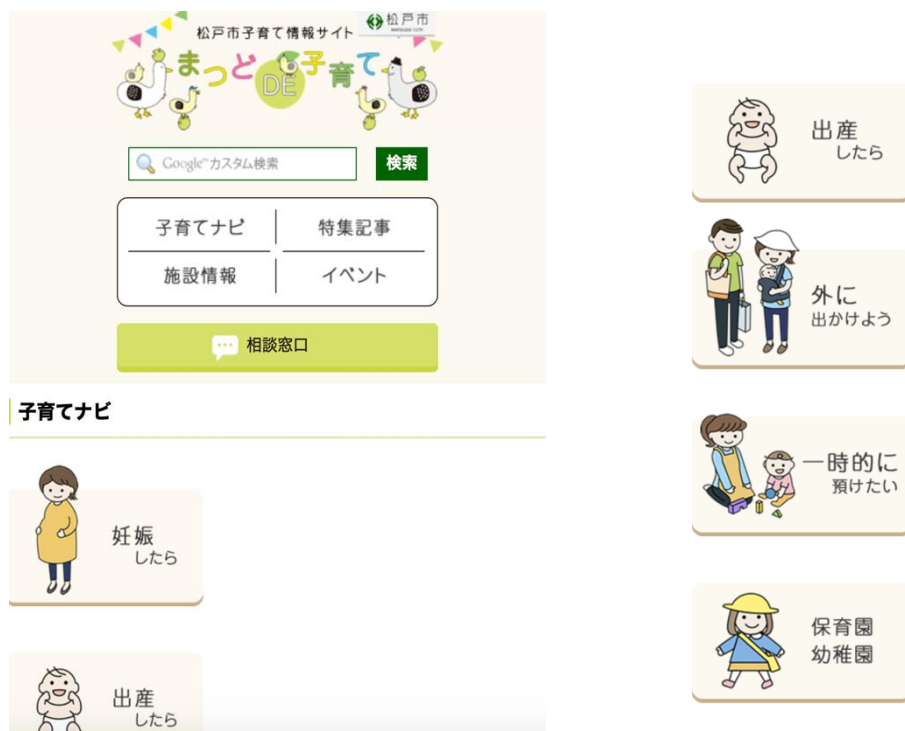 松戸市子育て情報サイト
松戸市
MATSUDO CITY
まつどDE子育て
Google™カスタム検索
検索
子育てナビ
特集記事
施設情報
イベント
相談窓口
子育てナビ
妊娠
したら
出産
したら
出産
したら
外に
出かけよう
一時的に
預けたい
保育園
幼稚園